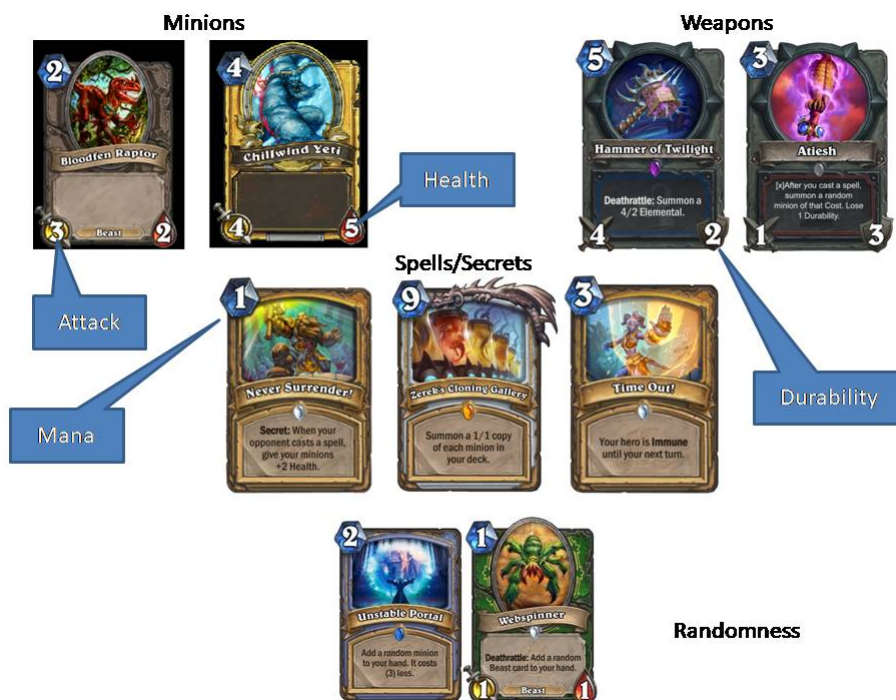 Minions
Weapons
2
Bloodfen Raptor
3
Beast
2
4
Chillwind Yeti
4
5
Health
5
Hammer of Twilight
Deathrattle: Summon a
4/2 Elemental.
4
2
3
Atiesh
[x]After you cast a spell,
summon a random
minion of that Cost. Lose
1 Durability.
1
3
Attack
Mana
Durability
Spells/Secrets
1
Never Surrender!
Secret: When your
opponent casts a spell,
give your minions
+2 Health.
9
Zerek's Cloning Gallery
Summon a 1/1 copy
of each minion in
your deck.
3
Time Out!
Your hero is Immune
until your next turn.
2
Unstable Portal
Add a random minion
to your hand. It costs
(3) less.
1
Webspinner
Deathrattle: Add a random
Beast card to your hand.
1
Beast
1
Randomness